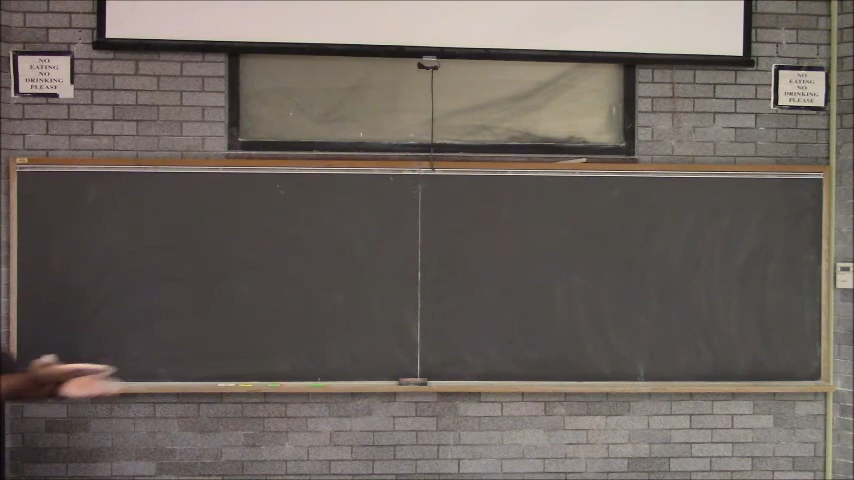 NO
EATING
NO
DRINKING
PLEASE
NO
EATING
NO
DRINKING
PLEASE